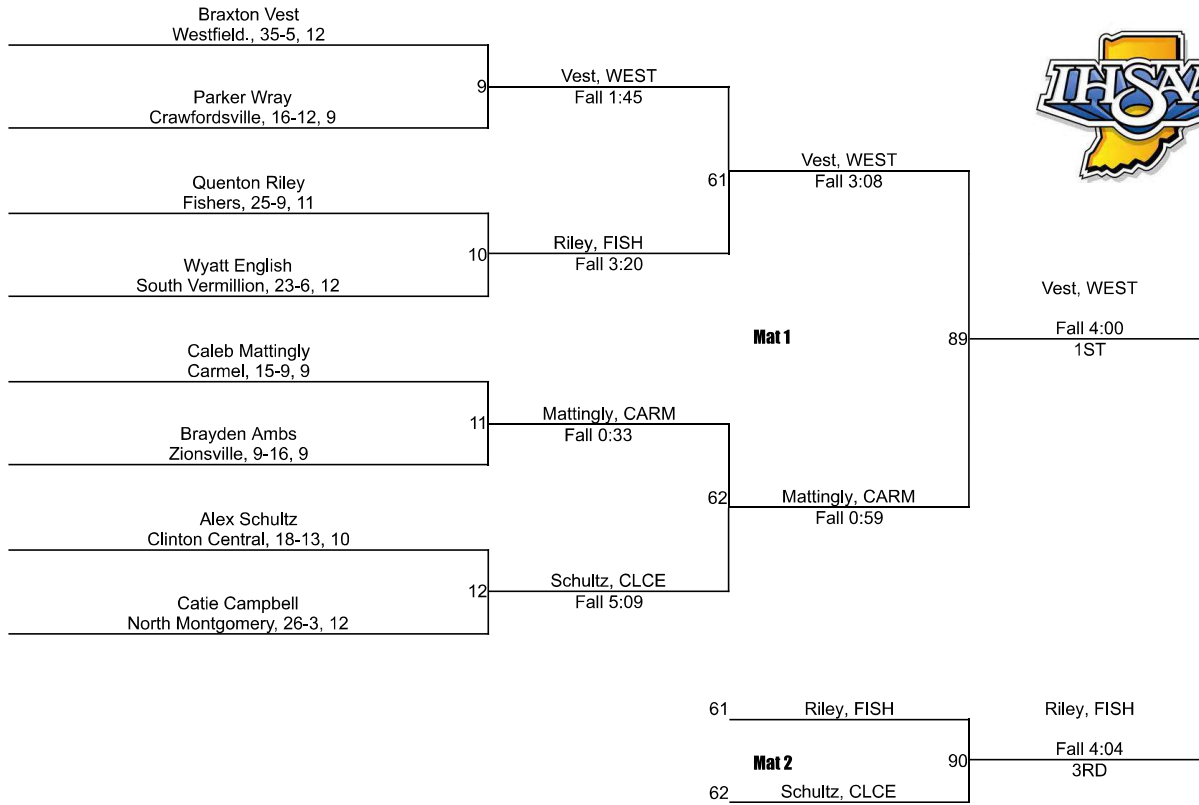 Braxton Vest
Westfield., 35-5, 12
Parker Wray
Crawfordsville, 16-12, 9
9
Vest, WEST
Fall 1:45
Quenton Riley
Fishers, 25-9, 11
Wyatt English
South Vermillion, 23-6, 12
10
Riley, FISH
Fall 3:20
61
Vest, WEST
Fall 3:08
Caleb Mattingly
Carmel, 15-9, 9
Brayden Ambs
Zionsville, 9-16, 9
11
Mattingly, CARM
Fall 0:33
Alex Schultz
Clinton Central, 18-13, 10
Catie Campbell
North Montgomery, 26-3, 12
12
Schultz, CLCE
Fall 5:09
62
Mattingly, CARM
Fall 0:59
Mat 1
89
Vest, WEST
Fall 4:00
1ST
IHSAA
61
Riley, FISH
Mat 2
62
Schultz, CLCE
90
Riley, FISH
Fall 4:04
3RD